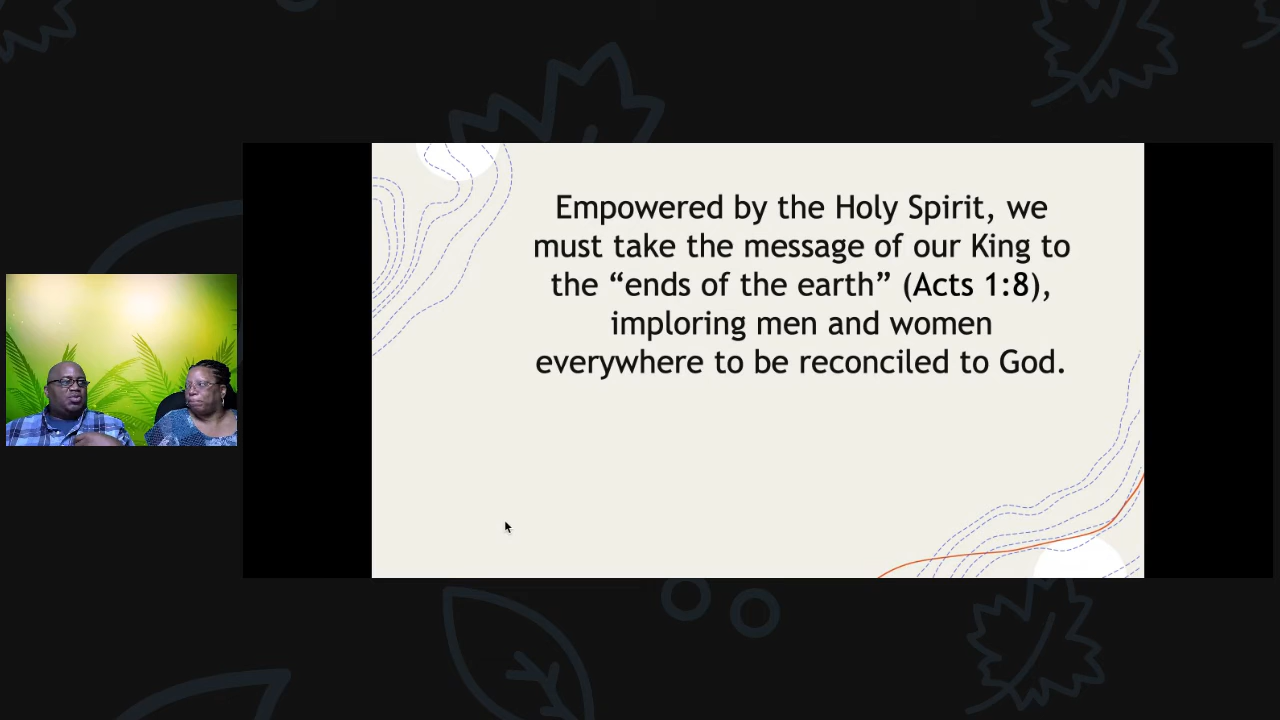 Empowered by the Holy Spirit, we
must take the message of our King to
the “ends of the earth” (Acts 1:8),
imploring men and women
everywhere to be reconciled to God.